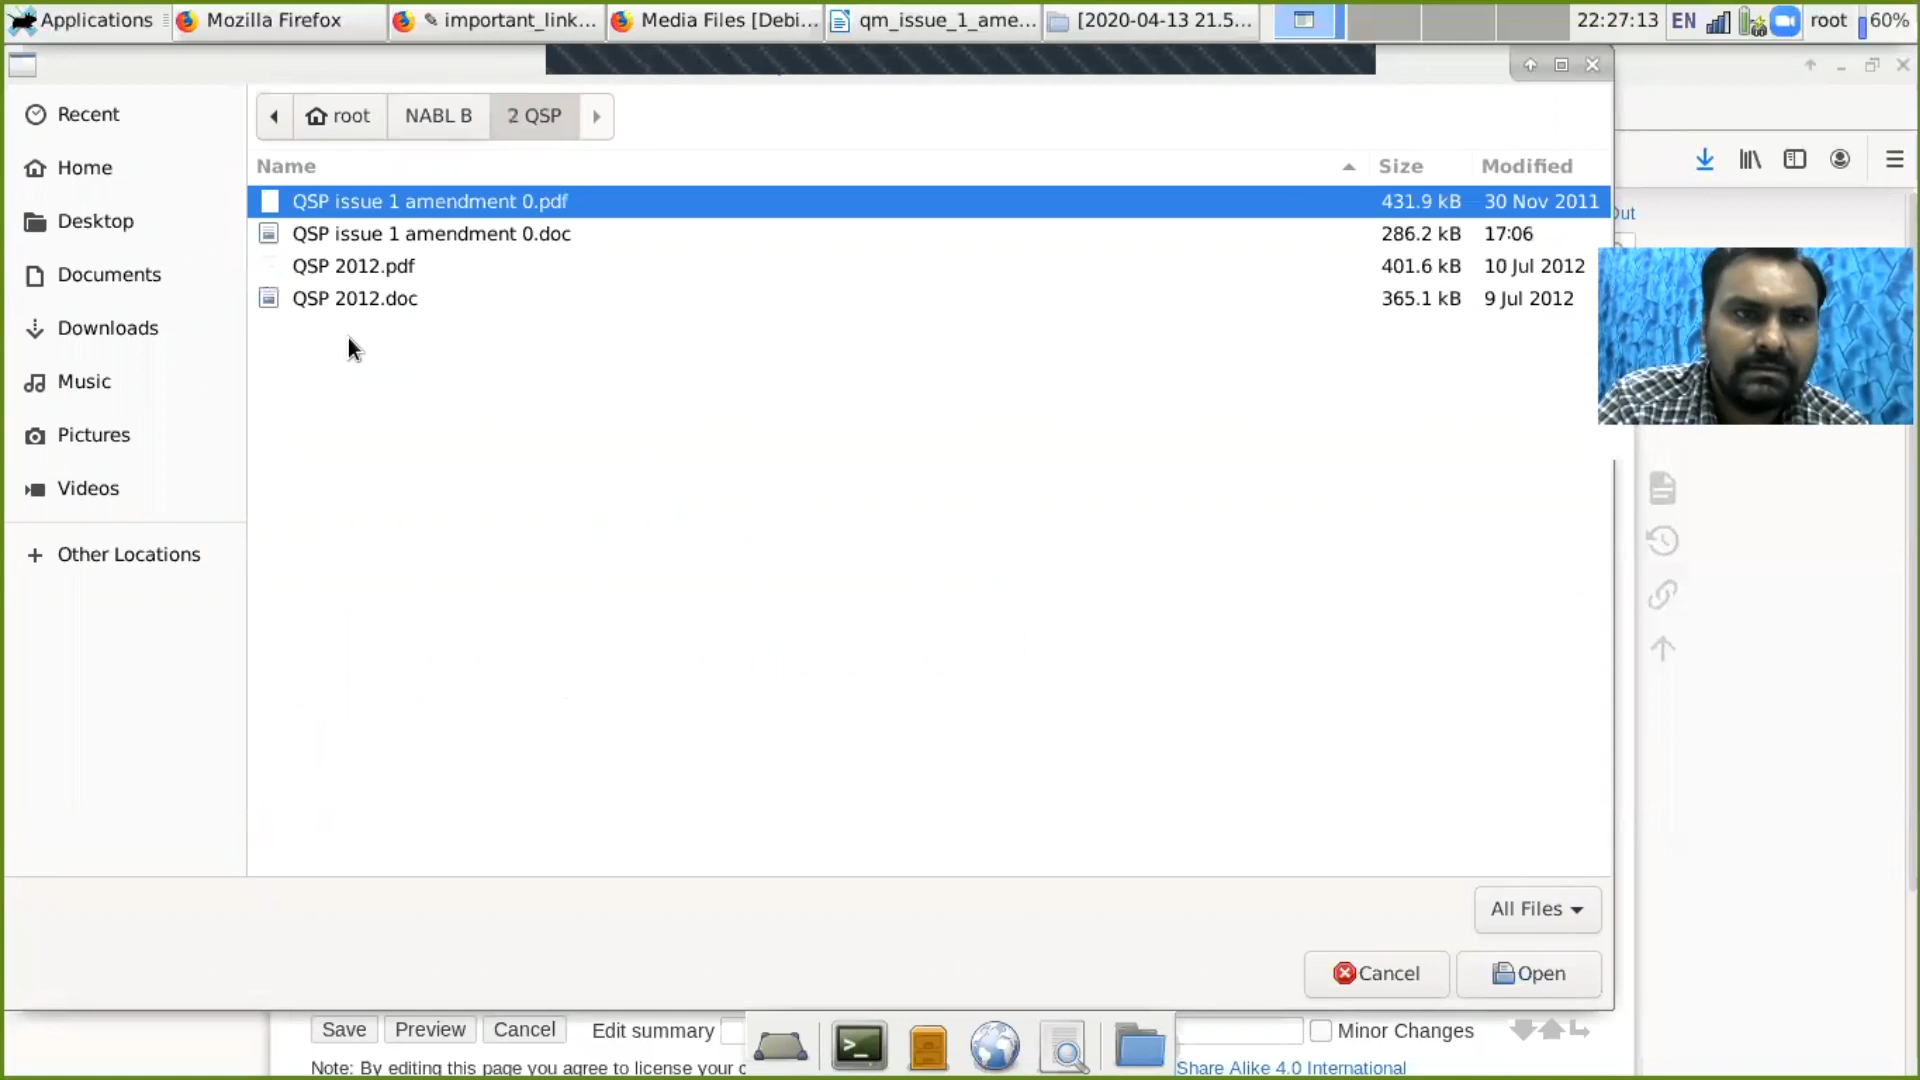 Applications
Mozilla Firefox
✎ important_link...
Media Files [Debi...
qm_issue_1_ame...
[2020-04-13 21.5...
22:27:13
EN
root
60%
Recent
Home
Desktop
Documents
Downloads
Music
Pictures
Videos
+ Other Locations
root
NABL B
2 QSP
Name
Size
Modified
QSP issue 1 amendment 0.pdf 431.9 kB 30 Nov 2011
QSP issue 1 amendment 0.doc 286.2 kB 17:06
QSP 2012.pdf 401.6 kB 10 Jul 2012
QSP 2012.doc 365.1 kB 9 Jul 2012
All Files
Cancel
Open
Save
Preview
Cancel
Edit summary
Minor Changes
Note: By editing this page you agree to license your
Share Alike 4.0 International